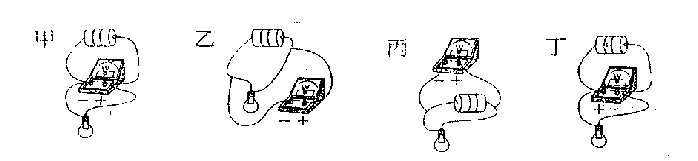 甲 乙 丙 丁
V V V V
- + - + - + +